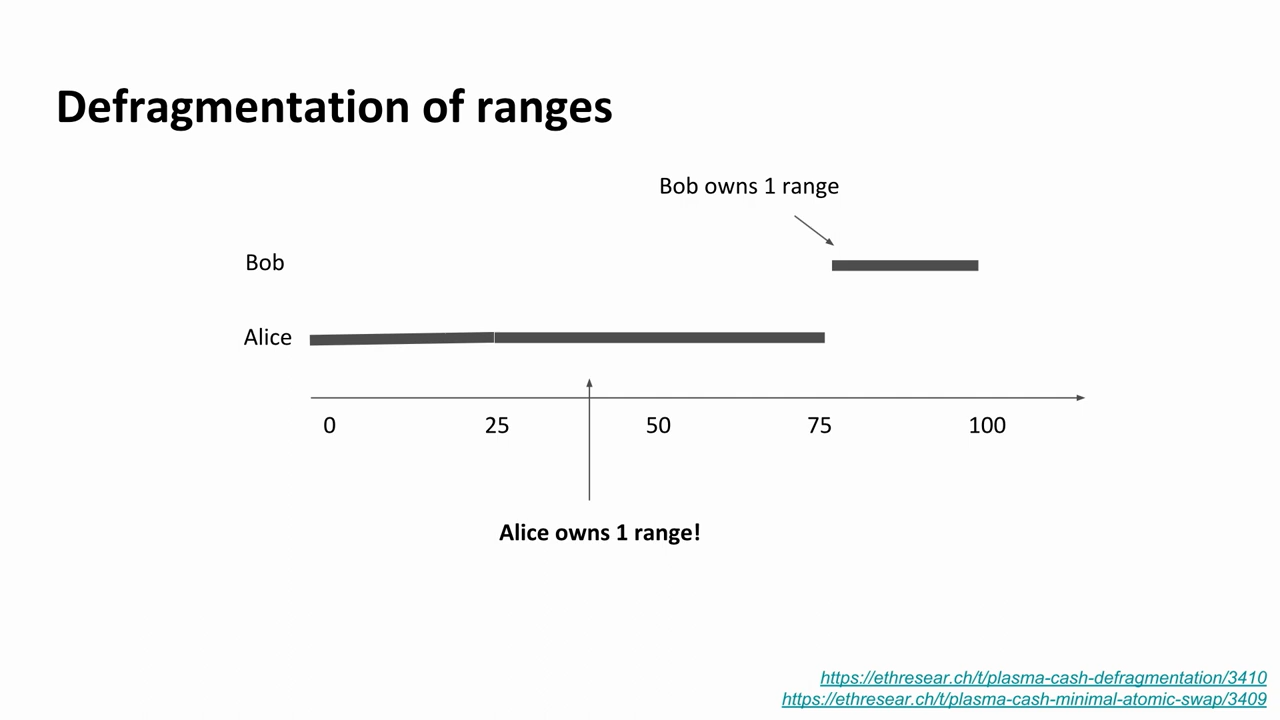 Defragmentation of ranges
Bob owns 1 range
Bob
Alice
0 25 50 75 100
Alice owns 1 range!
https://ethresear.ch/t/plasma-cash-defragmentation/3410
https://ethresear.ch/t/plasma-cash-minimal-atomic-swap/3409